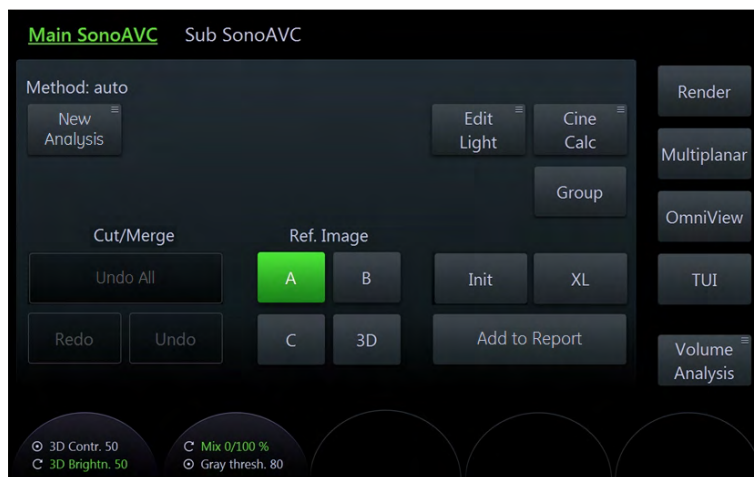 Main SonoAVC Sub SonoAVC
Method: auto
New
Analysis
Edit
Light
Cine
Calc
Group
Cut/Merge
Ref. Image
Undo All
A
B
Init
XL
Redo
Undo
C
3D
Add to Report
Render
Multiplanar
OmniView
TUI
Volume
Analysis
3D Contr. 50
3D Brightn. 50
Mix 0/100 %
Gray thresh. 80